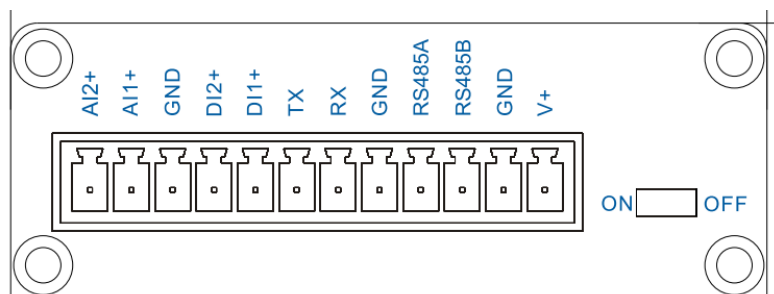 AI2+
AI1+
GND
DI2+
DI1+
TX
RX
GND
RS485A
RS485B
GND
V+
ON OFF